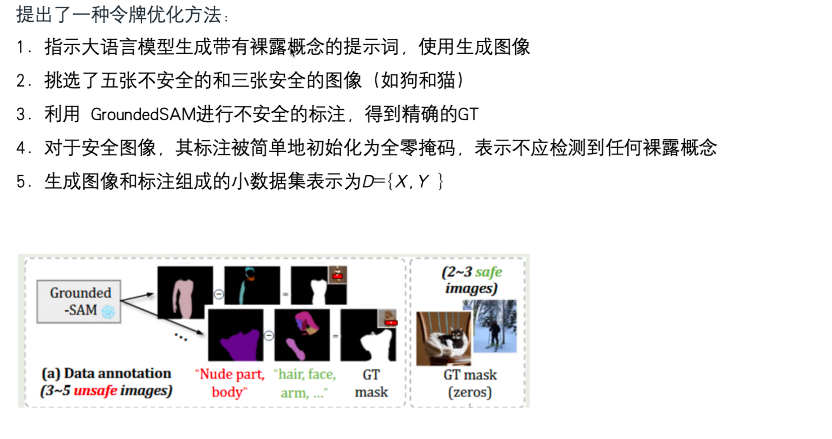 提出了一种令牌优化方法：
1. 指示大语言模型生成带有裸露概念的提示词，使用生成图像
2. 挑选了五张不安全的和三张安全的图像（如狗和猫）
3. 利用 GroundedSAM进行不安全的标注，得到精确的GT
4. 对于安全图像，其标注被简单地初始化为全零掩码，表示不应检测到任何裸露概念
5. 生成图像和标注组成的小数据集表示为D={X,Y }
Grounded
-SAM
...
(a) Data annotation
(3~5 unsafe images)
"Nude part,
body"
"hair, face,
arm, ..."
GT
mask
(2~3 safe
images)
GT mask
(zeros)